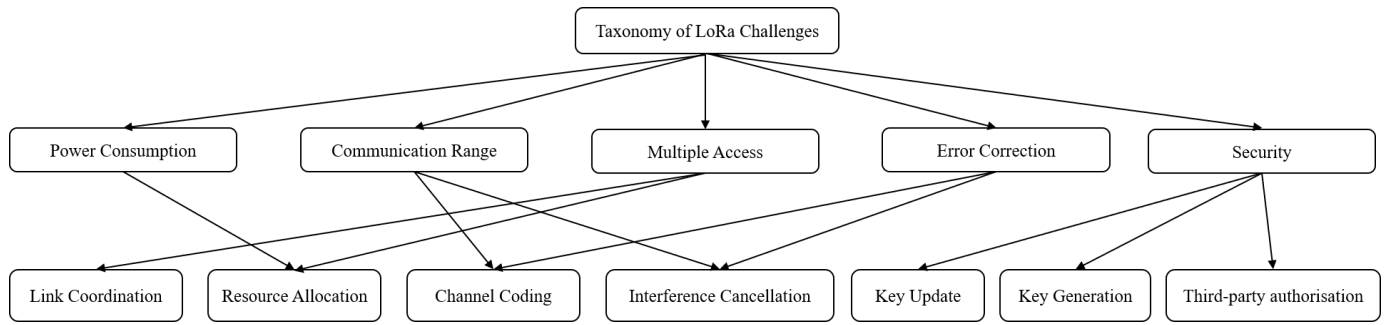 Taxonomy of LoRa Challenges
Power Consumption
Communication Range
Multiple Access
Error Correction
Security
Link Coordination
Resource Allocation
Channel Coding
Interference Cancellation
Key Update
Key Generation
Third-party authorisation